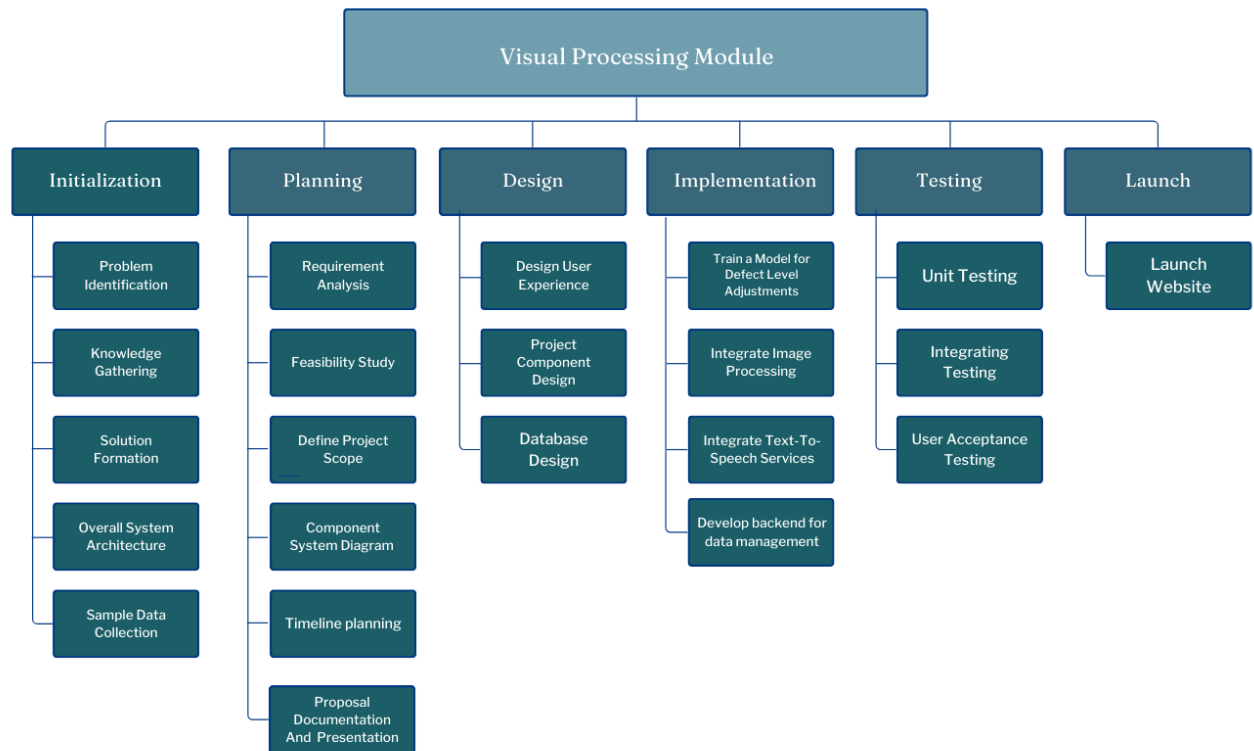 Visual Processing Module
Initialization
Planning
Design
Implementation
Testing
Launch
Problem
Identification
Knowledge
Gathering
Solution
Formation
Overall System
Architecture
Sample Data
Collection
Requirement
Analysis
Feasibility Study
Define Project
Scope
Component
System Diagram
Timeline planning
Proposal
Documentation
And Presentation
Design User
Experience
Project
Component
Design
Database
Design
Train a Model for
Defect Level
Adjustments
Integrate Image
Processing
Integrate Text-To-
Speech Services
Develop backend for
data management
Unit Testing
Integrating
Testing
User Acceptance
Testing
Launch
Website